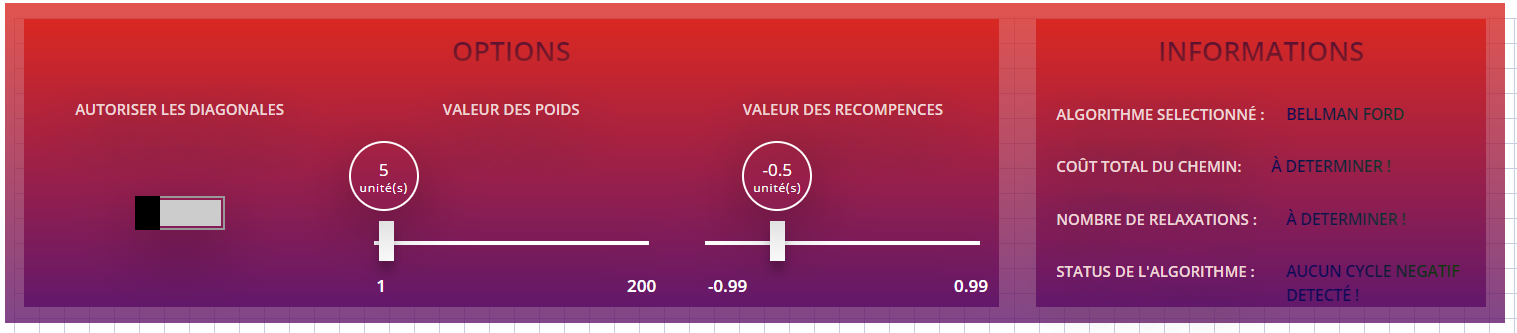 OPTIONS
AUTORISER LES DIAGONALES
VALEUR DES POIDS
VALEUR DES RECOMPENCES
5
unité(s)
-0.5
unité(s)
1
200
-0.99
0.99
INFORMATIONS
ALGORITHME SELECTIONNÉ : BELLMAN FORD
COÛT TOTAL DU CHEMIN: À DETERMINER !
NOMBRE DE RELAXATIONS : À DETERMINER !
STATUS DE L'ALGORITHME : AUCUN CYCLE NEGATIF
DETECTÉ !